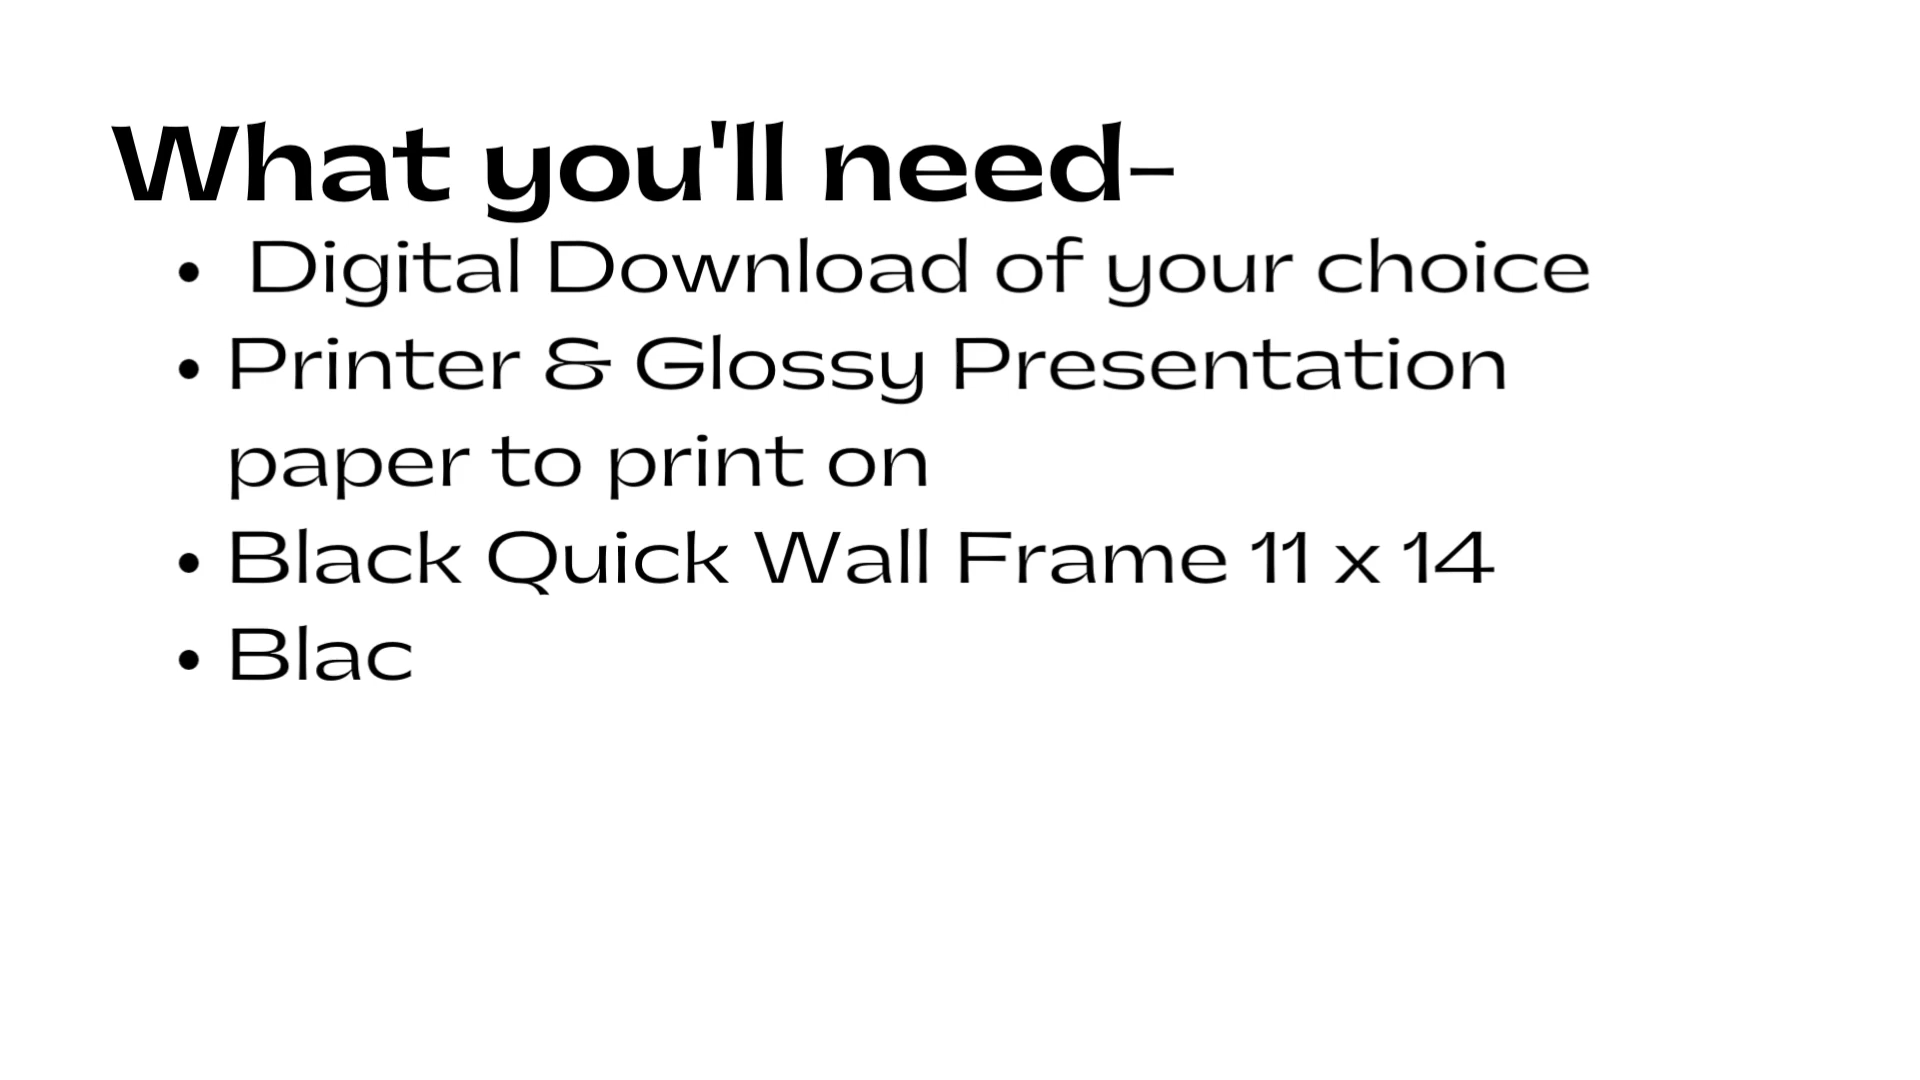 What you'll need-
• Digital Download of your choice
• Printer & Glossy Presentation
paper to print on
• Black Quick Wall Frame 11 x 14
• Blac